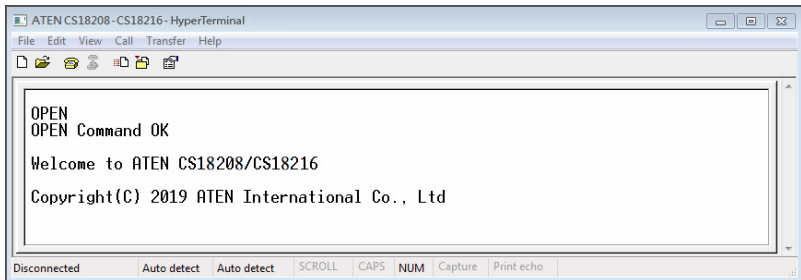 ATEN CS18208-CS18216 - HyperTerminal
File Edit View Call Transfer Help
OPEN
OPEN Command OK
Welcome to ATEN CS18208/CS18216
Copyright(C) 2019 ATEN International Co., Ltd
Disconnected Auto detect Auto detect SCROLL CAPS NUM Capture Print echo